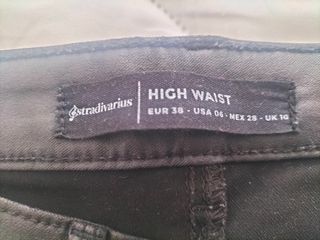 stradivarius
HIGH WAIST
EUR 38 - USA 06 - MEX 28 - UK 10